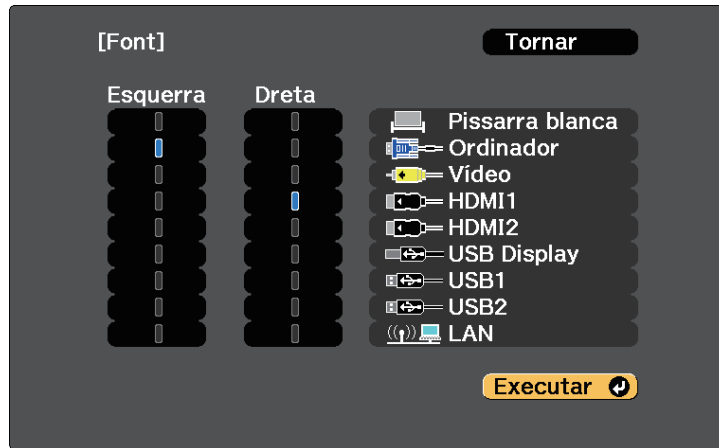 [Font]
Tornar
Esquerra Dreta
Pissarra blanca
Ordinador
Vídeo
HDMI1
HDMI2
USB Display
USB1
USB2
LAN
Executar